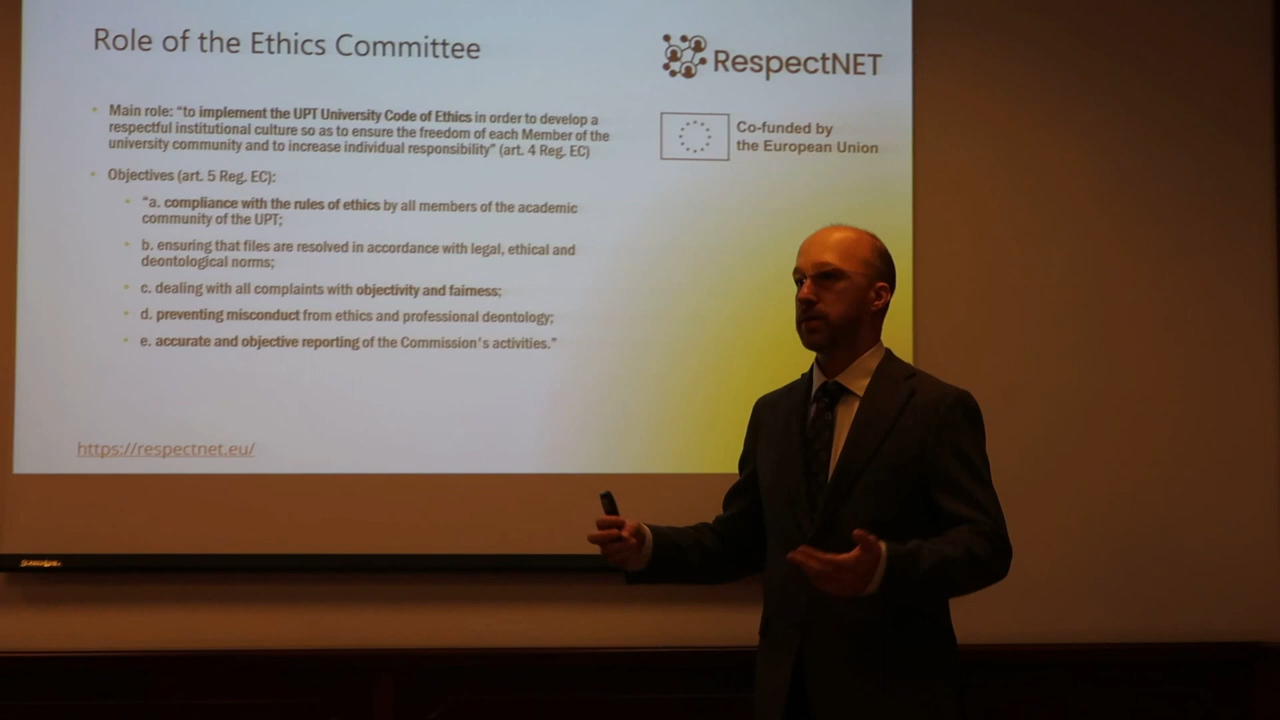 Role of the Ethics Committee
RespectNET
Co-funded by
the European Union
Main role: "to implement the UPT University Code of Ethics in order to develop a
respectful institutional culture so as to ensure the freedom of each Member of the
university community and to increase individual responsibility" (art. 4 Reg. EC)
Objectives (art. 5 Reg. EC):
"a. compliance with the rules of ethics by all members of the academic
community of the UPT;
b. ensuring that files are resolved in accordance with legal, ethical and
deontological norms;
c. dealing with all complaints with objectivity and fairness;
d. preventing misconduct from ethics and professional deontology;
e. accurate and objective reporting of the Commission's activities."
https://respectnet.eu/